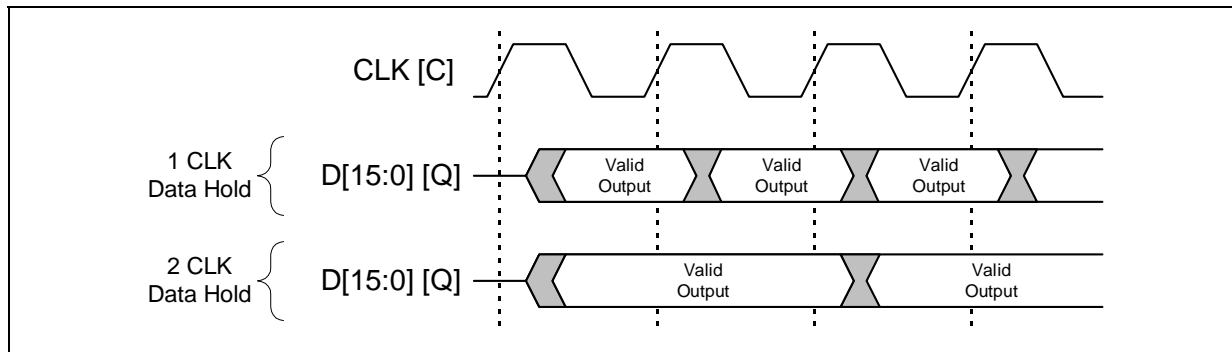 CLK [C]
1 CLK
Data Hold
D[15:0] [Q]
Valid
Output
Valid
Output
Valid
Output
2 CLK
Data Hold
D[15:0] [Q]
Valid
Output
Valid
Output